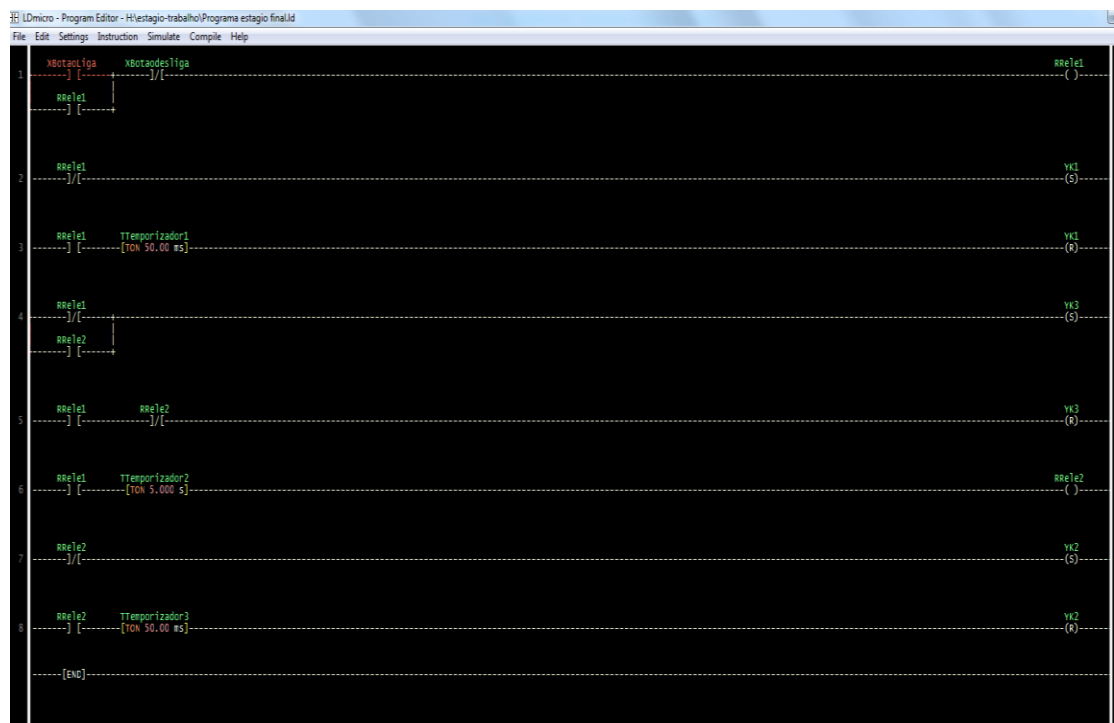 LDmicro - Program Editor - H:\estagio-trabalho\Programa estagio final.ld
File Edit Settings Instruction Simulate Compile Help
XBotaoLiga XBotaodesliga RRele1
1 ] [ ]/[ ( )
RRele1
] [
RRele1 YK1
2 ]/[ (S)
RRele1 TTemporizador1 YK1
3 ] [ [TON 50.00 ms] (R)
RRele1 YK3
4 ]/[ (S)
RRele2
] [
RRele1 RRele2 YK3
5 ] [ ]/[ (R)
RRele1 TTemporizador2 RRele2
6 ] [ [TON 5.000 s] ( )
RRele2 YK2
7 ]/[ (S)
RRele2 TTemporizador3 YK2
8 ] [ [TON 50.00 ms] (R)
[END]